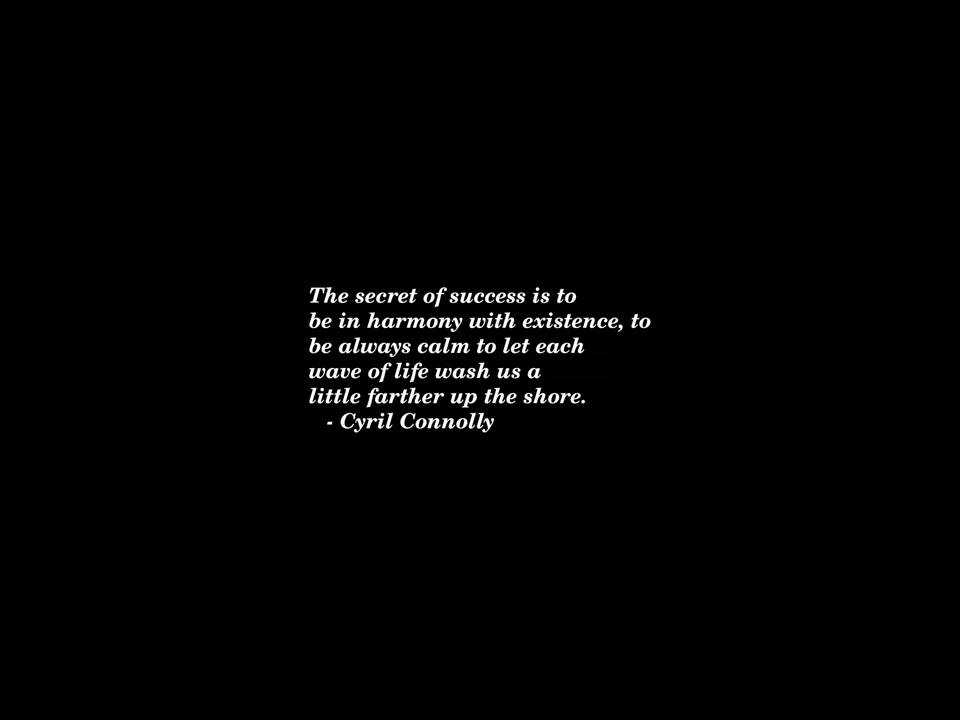 The secret of success is to
be in harmony with existence, to
be always calm to let each
wave of life wash us a
little farther up the shore.
- Cyril Connolly